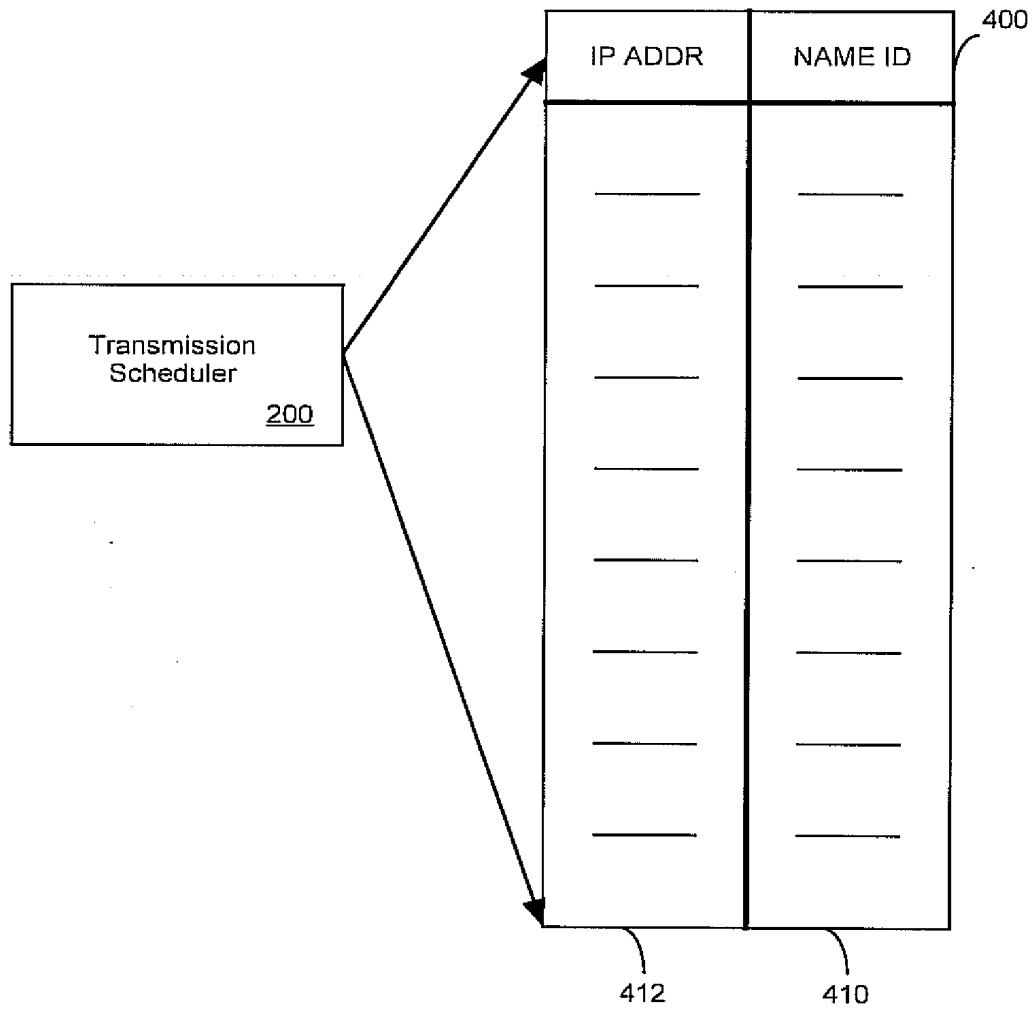 400
IP ADDR
NAME ID
Transmission
Scheduler
200
412
410